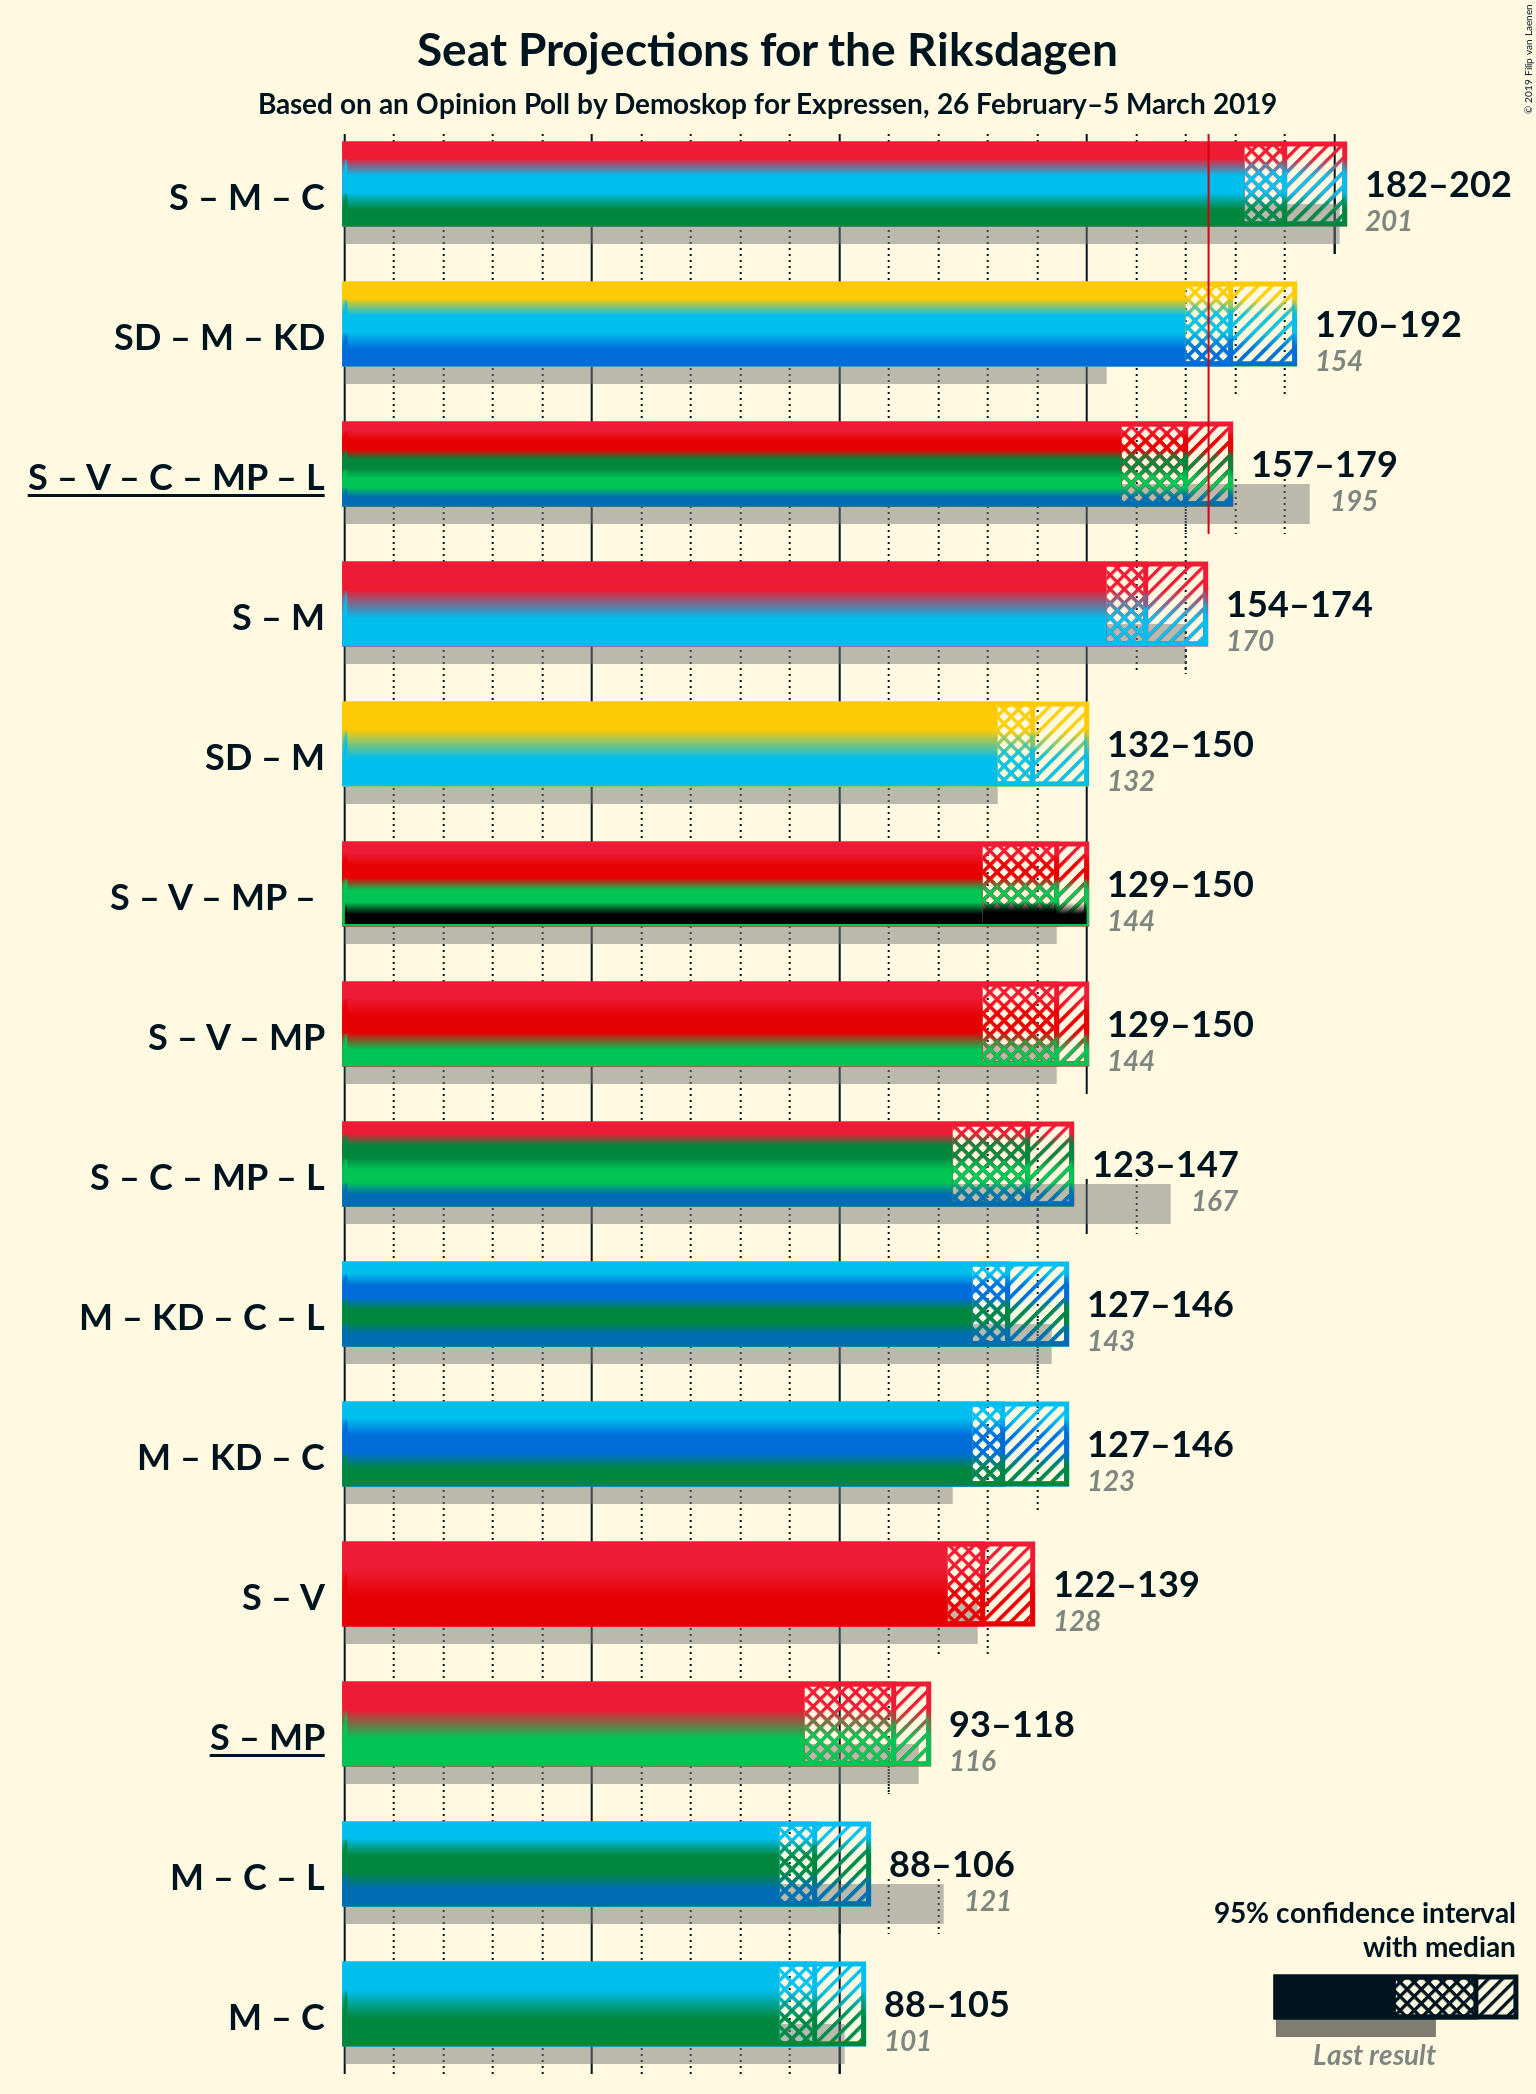 Seat Projections for the Riksdagen
Based on an Opinion Poll by Demoskop for Expressen, 26 February–5 March 2019
© 2019 Filip van Laenen
S – M – C
182–202
201
SD – M – KD
170–192
154
S – V – C – MP – L
157–179
195
S – M
154–174
170
SD – M
132–150
132
S – V – MP –
129–150
144
S – V – MP
129–150
144
S – C – MP – L
123–147
167
M – KD – C – L
127–146
143
M – KD – C
127–146
123
S – V
122–139
128
S – MP
93–118
116
M – C – L
88–106
121
M – C
88–105
101
95% confidence interval
with median
Last result